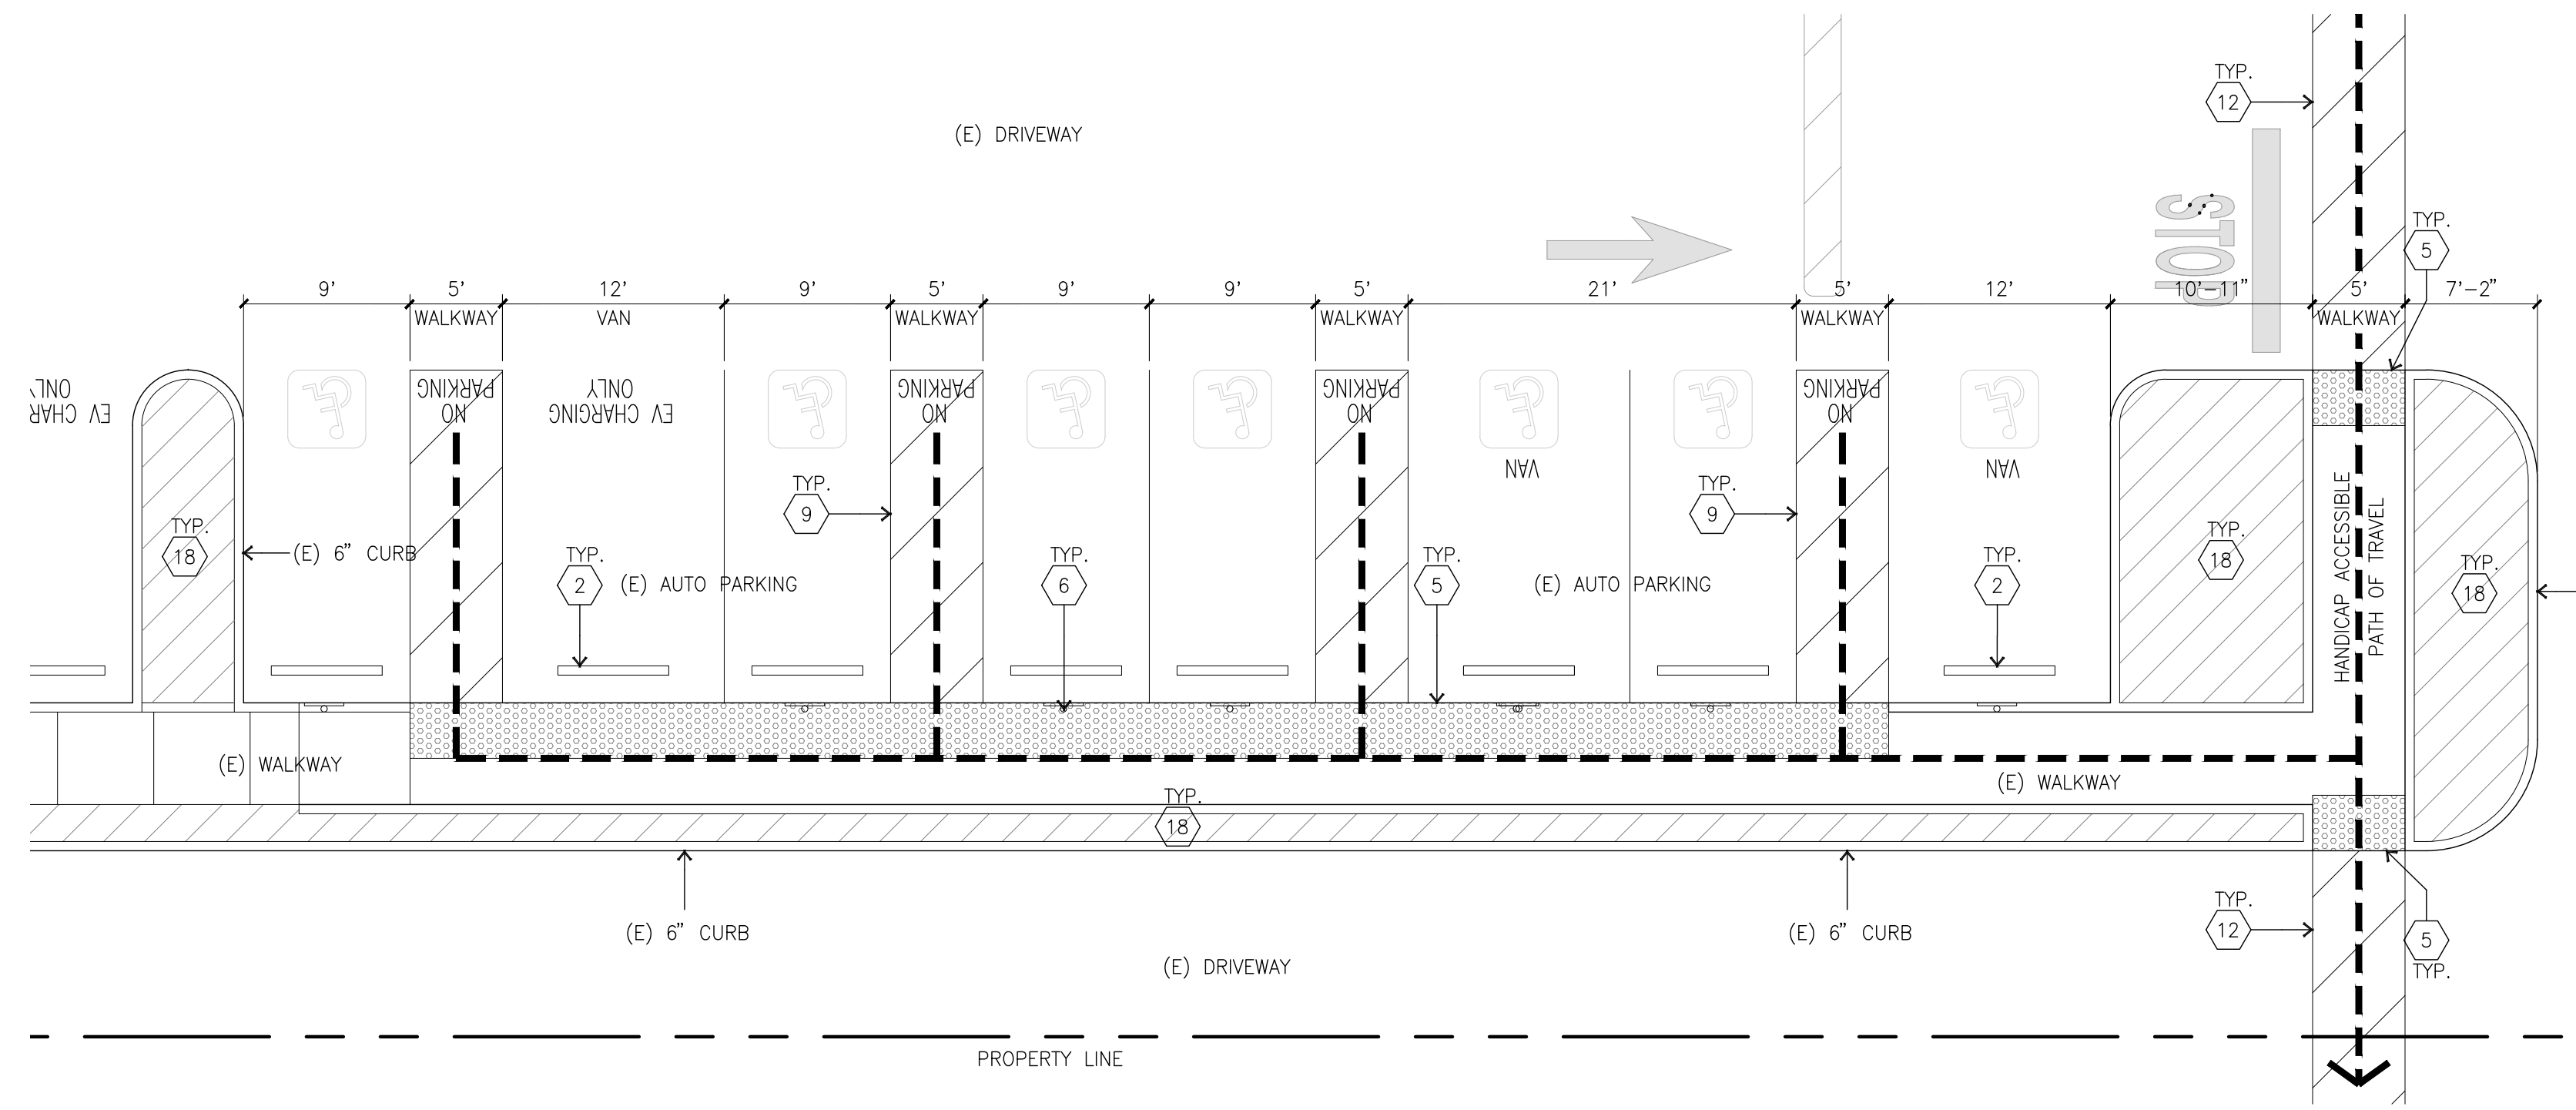 TYP.
12
(E) DRIVEWAY
STOP
TYP.
5
9'
5'
12'
9'
5'
9'
9'
5'
21'
5'
12'
10'-11"
5'
7'-2"
WALKWAY
VAN
WALKWAY
WALKWAY
WALKWAY
WALKWAY
EV CHAR
ONLY
NO
PARKING
EV CHARGING
ONLY
NO
PARKING
NO
PARKING
NO
PARKING
VAN
VAN
TYP.
9
TYP.
9
HANDICAP ACCESSIBLE
PATH OF TRAVEL
TYP.
18
(E) 6" CURB
TYP.
2
(E) AUTO PARKING
TYP.
6
TYP.
5
(E) AUTO PARKING
TYP.
2
TYP.
18
TYP.
18
(E) WALKWAY
(E) WALKWAY
TYP.
18
(E) 6" CURB
(E) 6" CURB
TYP.
12
5
TYP.
(E) DRIVEWAY
PROPERTY LINE